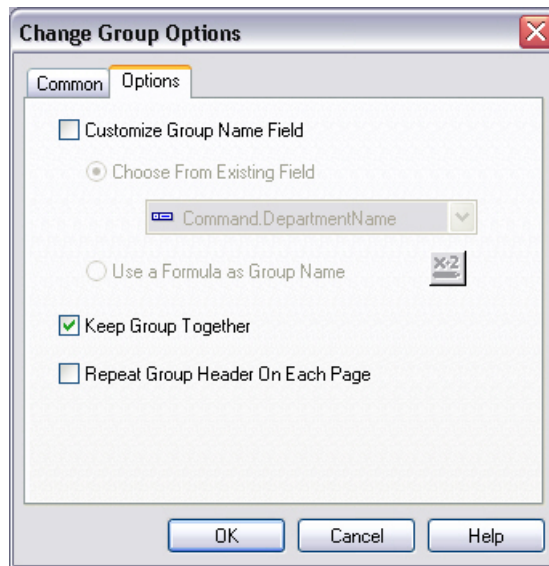 Change Group Options
Common Options
Customize Group Name Field
Choose From Existing Field
Command.DepartmentName
Use a Formula as Group Name
x+2
Keep Group Together
Repeat Group Header On Each Page
OK Cancel Help